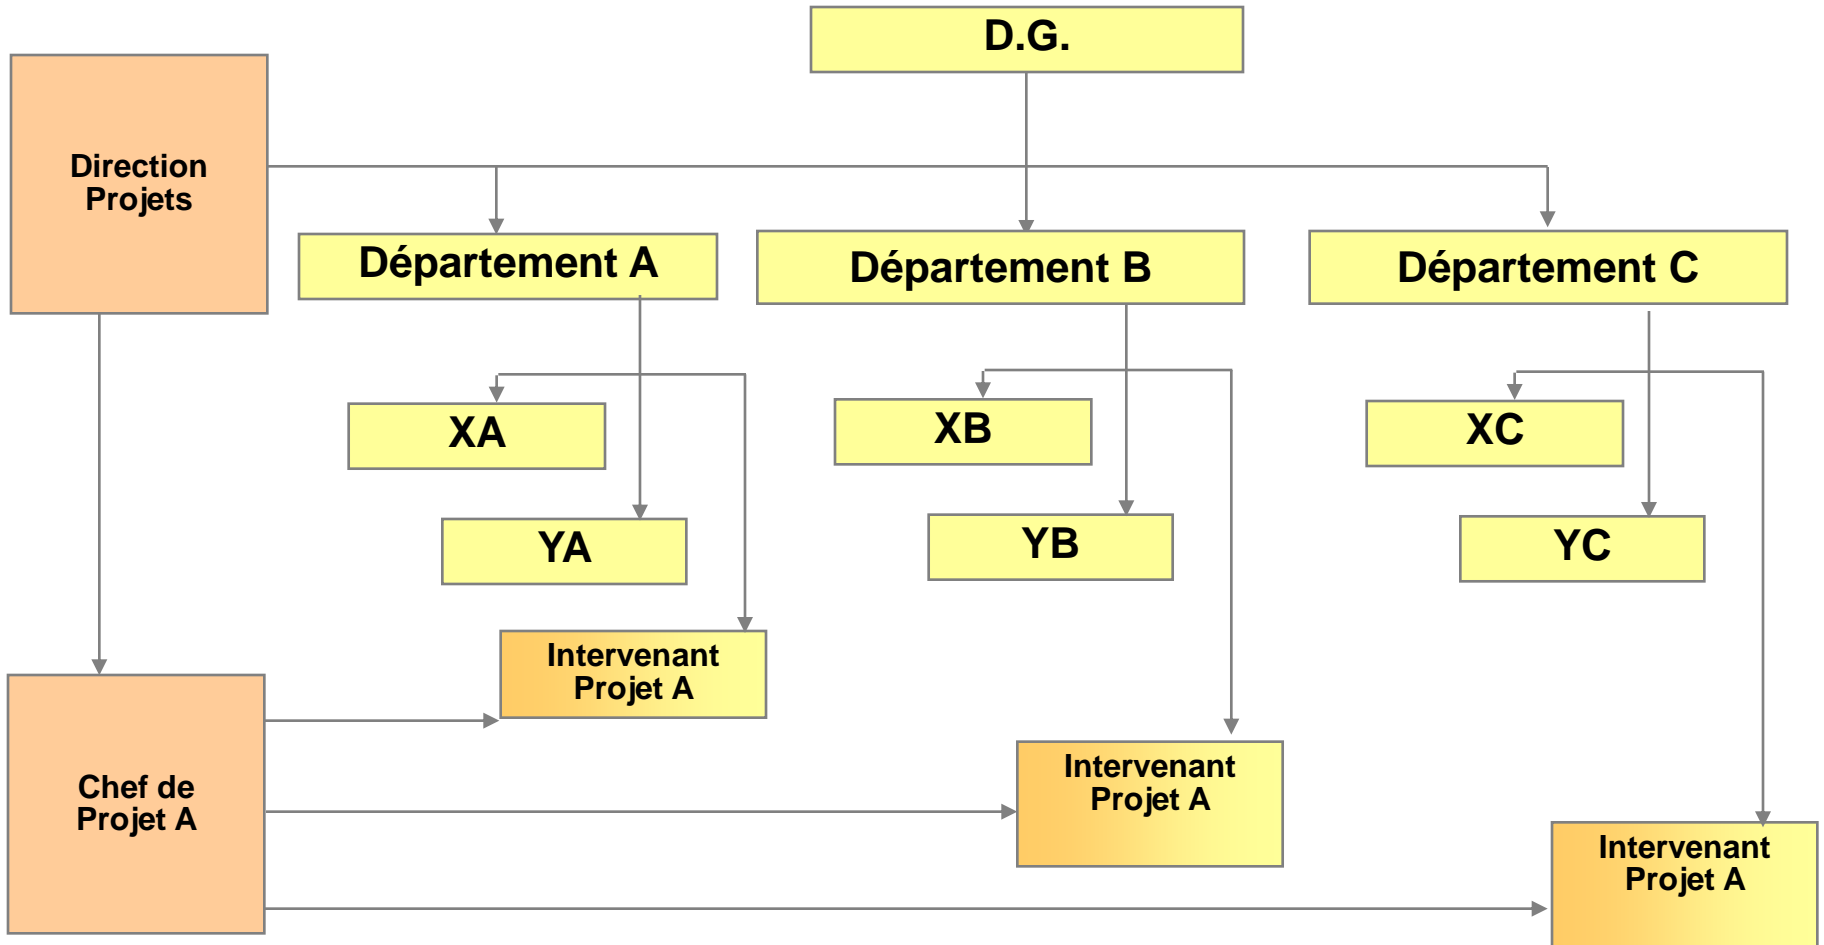 D.G.
Direction
Projets
Département A
Département B
Département C
XA
XB
XC
YA
YB
YC
Intervenant
Projet A
Chef de
Projet A
Intervenant
Projet A
Intervenant
Projet A